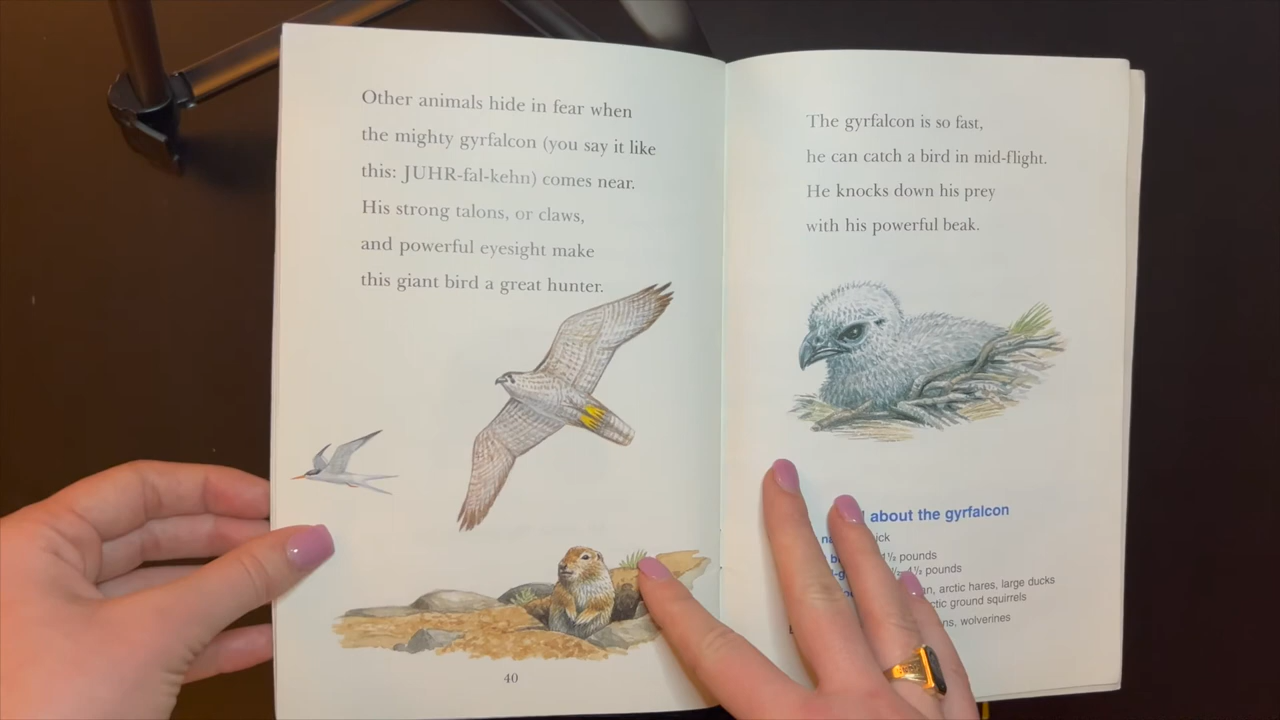 Other animals hide in fear when
the mighty gyrfalcon (you say it like
this: JUHR-fal-kehn) comes near.
His strong talons, or claws,
and powerful eyesight make
this giant bird a great hunter.
40
The gyrfalcon is so fast,
he can catch a bird in mid-flight.
He knocks down his prey
with his powerful beak.
about the gyrfalcon
pounds
4½ pounds
arctic hares, large ducks
ground squirrels
wolverines